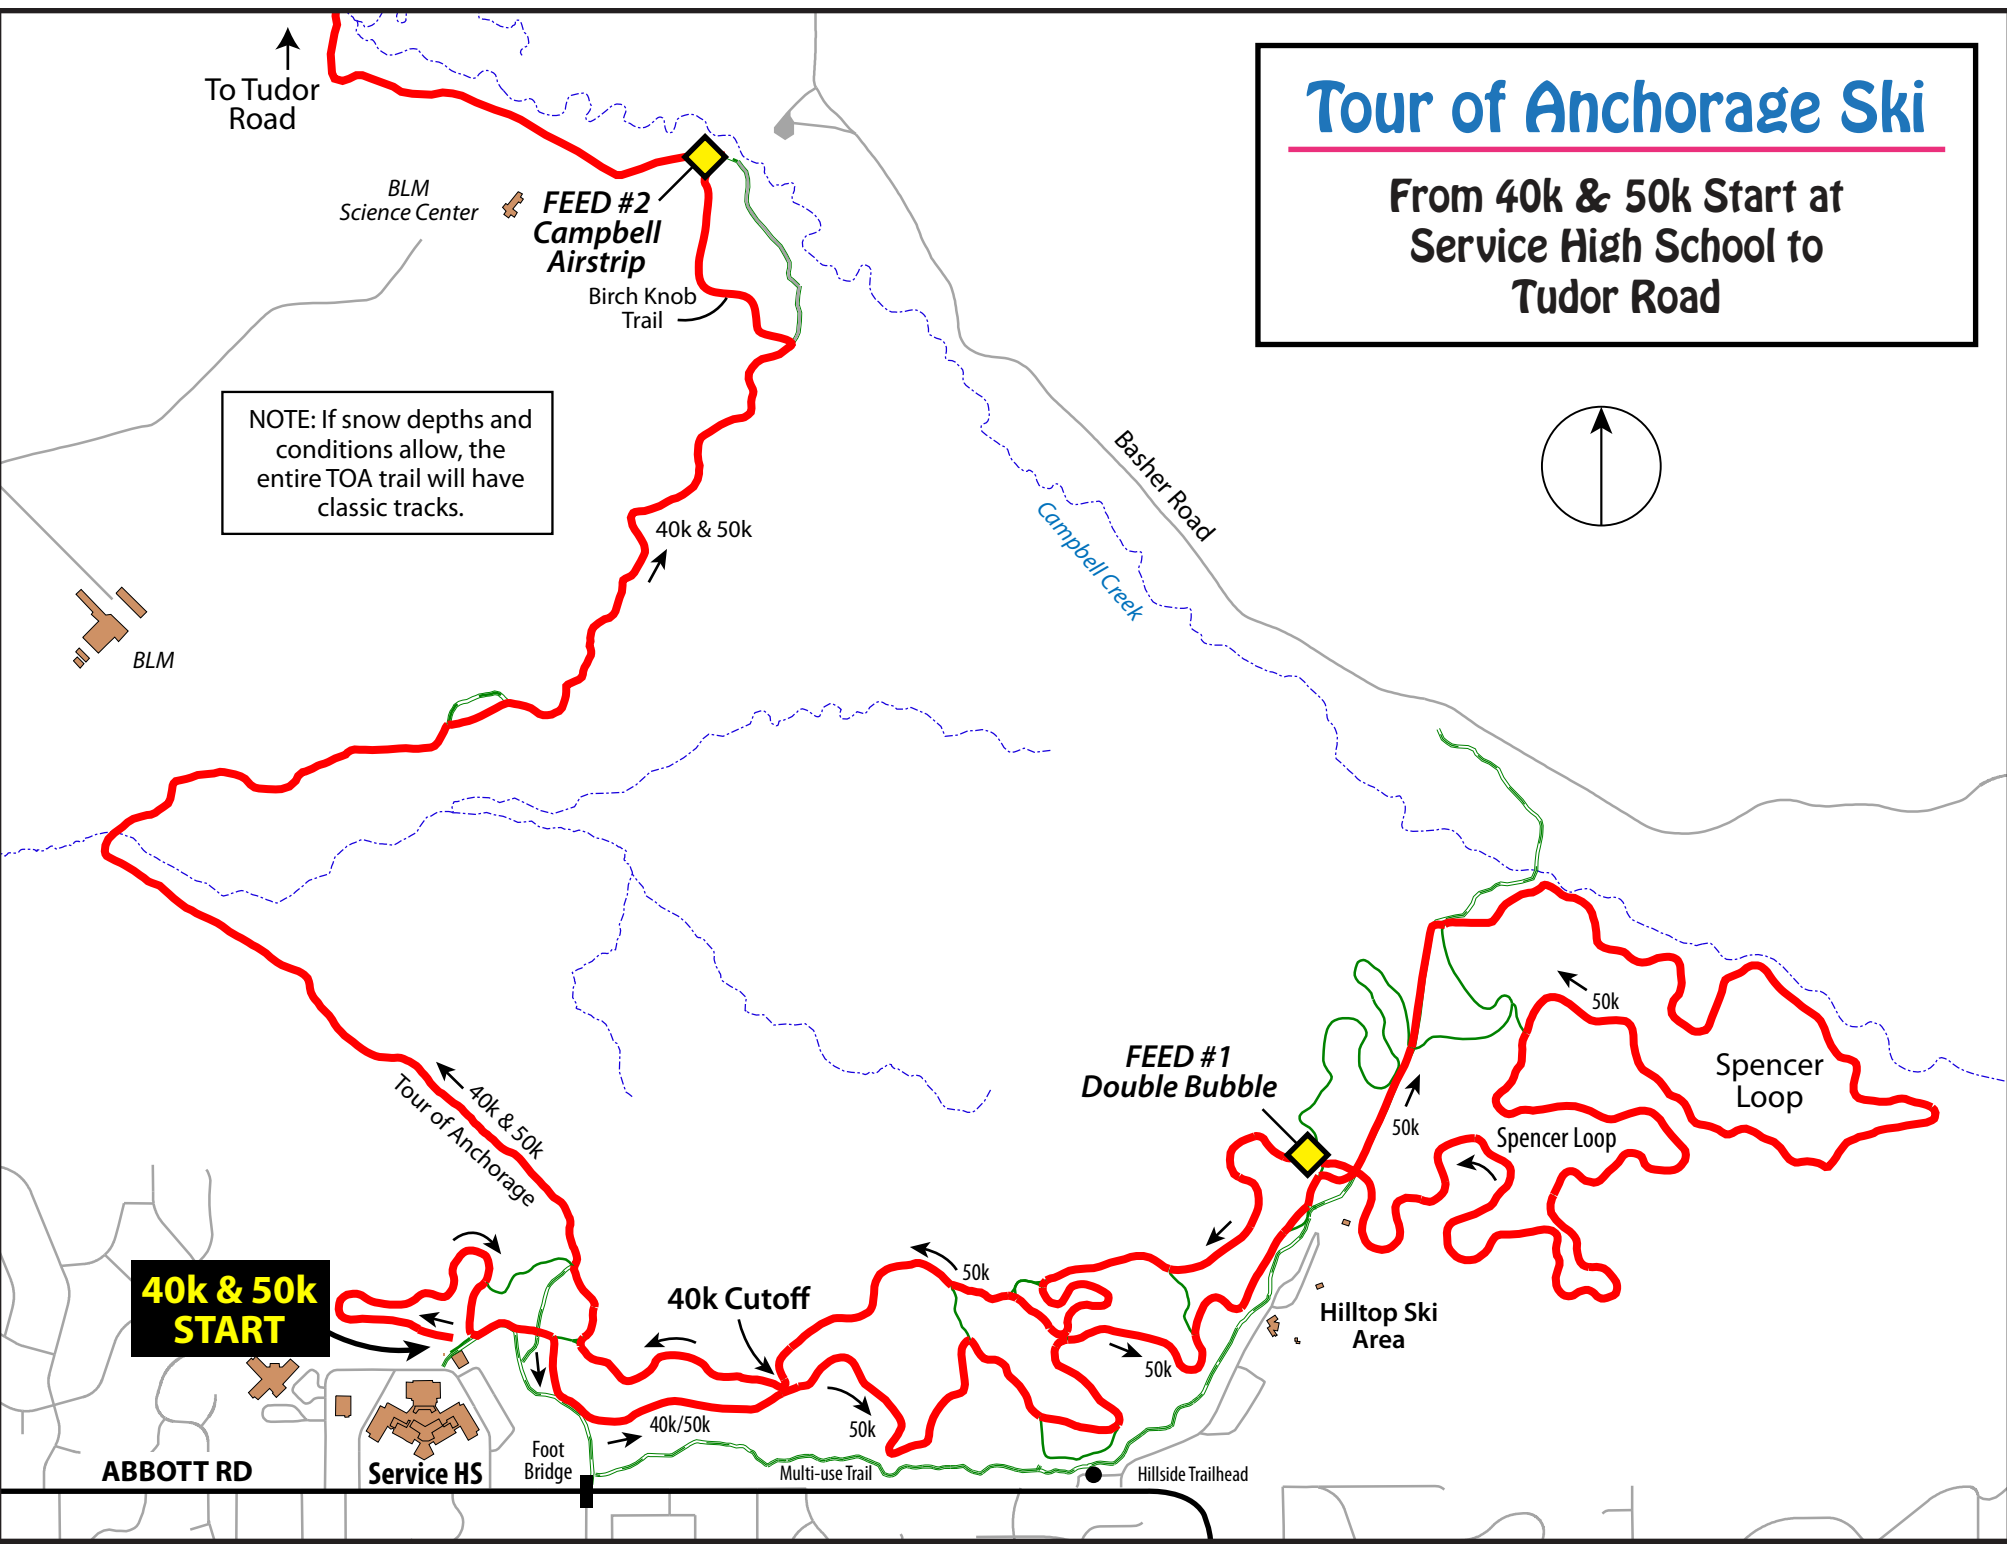 To Tudor
Road
Tour of Anchorage Ski
From 40k & 50k Start at
Service High School to
Tudor Road
BLM
Science Center
FEED #2
Campbell
Airstrip
Birch Knob
Trail
NOTE: If snow depths and
conditions allow, the
entire TOA trail will have
classic tracks.
Basher Road
Campbell Creek
40k & 50k
BLM
50k
Spencer
Loop
FEED #1
Double Bubble
50k
Spencer Loop
40k & 50k
Tour of Anchorage
40k & 50k
START
50k
40k Cutoff
Hilltop Ski
Area
50k
40k/50k
50k
Foot
Bridge
Multi-use Trail
Hillside Trailhead
ABBOTT RD
Service HS